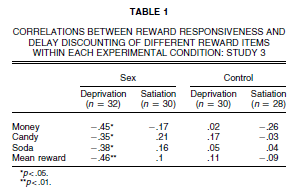 TABLE 1
CORRELATIONS BETWEEN REWARD RESPONSIVENESS AND
DELAY DISCOUNTING OF DIFFERENT REWARD ITEMS
WITHIN EACH EXPERIMENTAL CONDITION: STUDY 3
Sex Control
Deprivation Satiation Deprivation Satiation
(n = 32) (n = 30) (n = 30) (n = 28)
Money –.45* –.17 .02 –.26
Candy –.35* .21 .17 –.03
Soda –.38* .16 .05 .04
Mean reward –.46** .1 .11 –.09
*p<.05.
**p<.01.